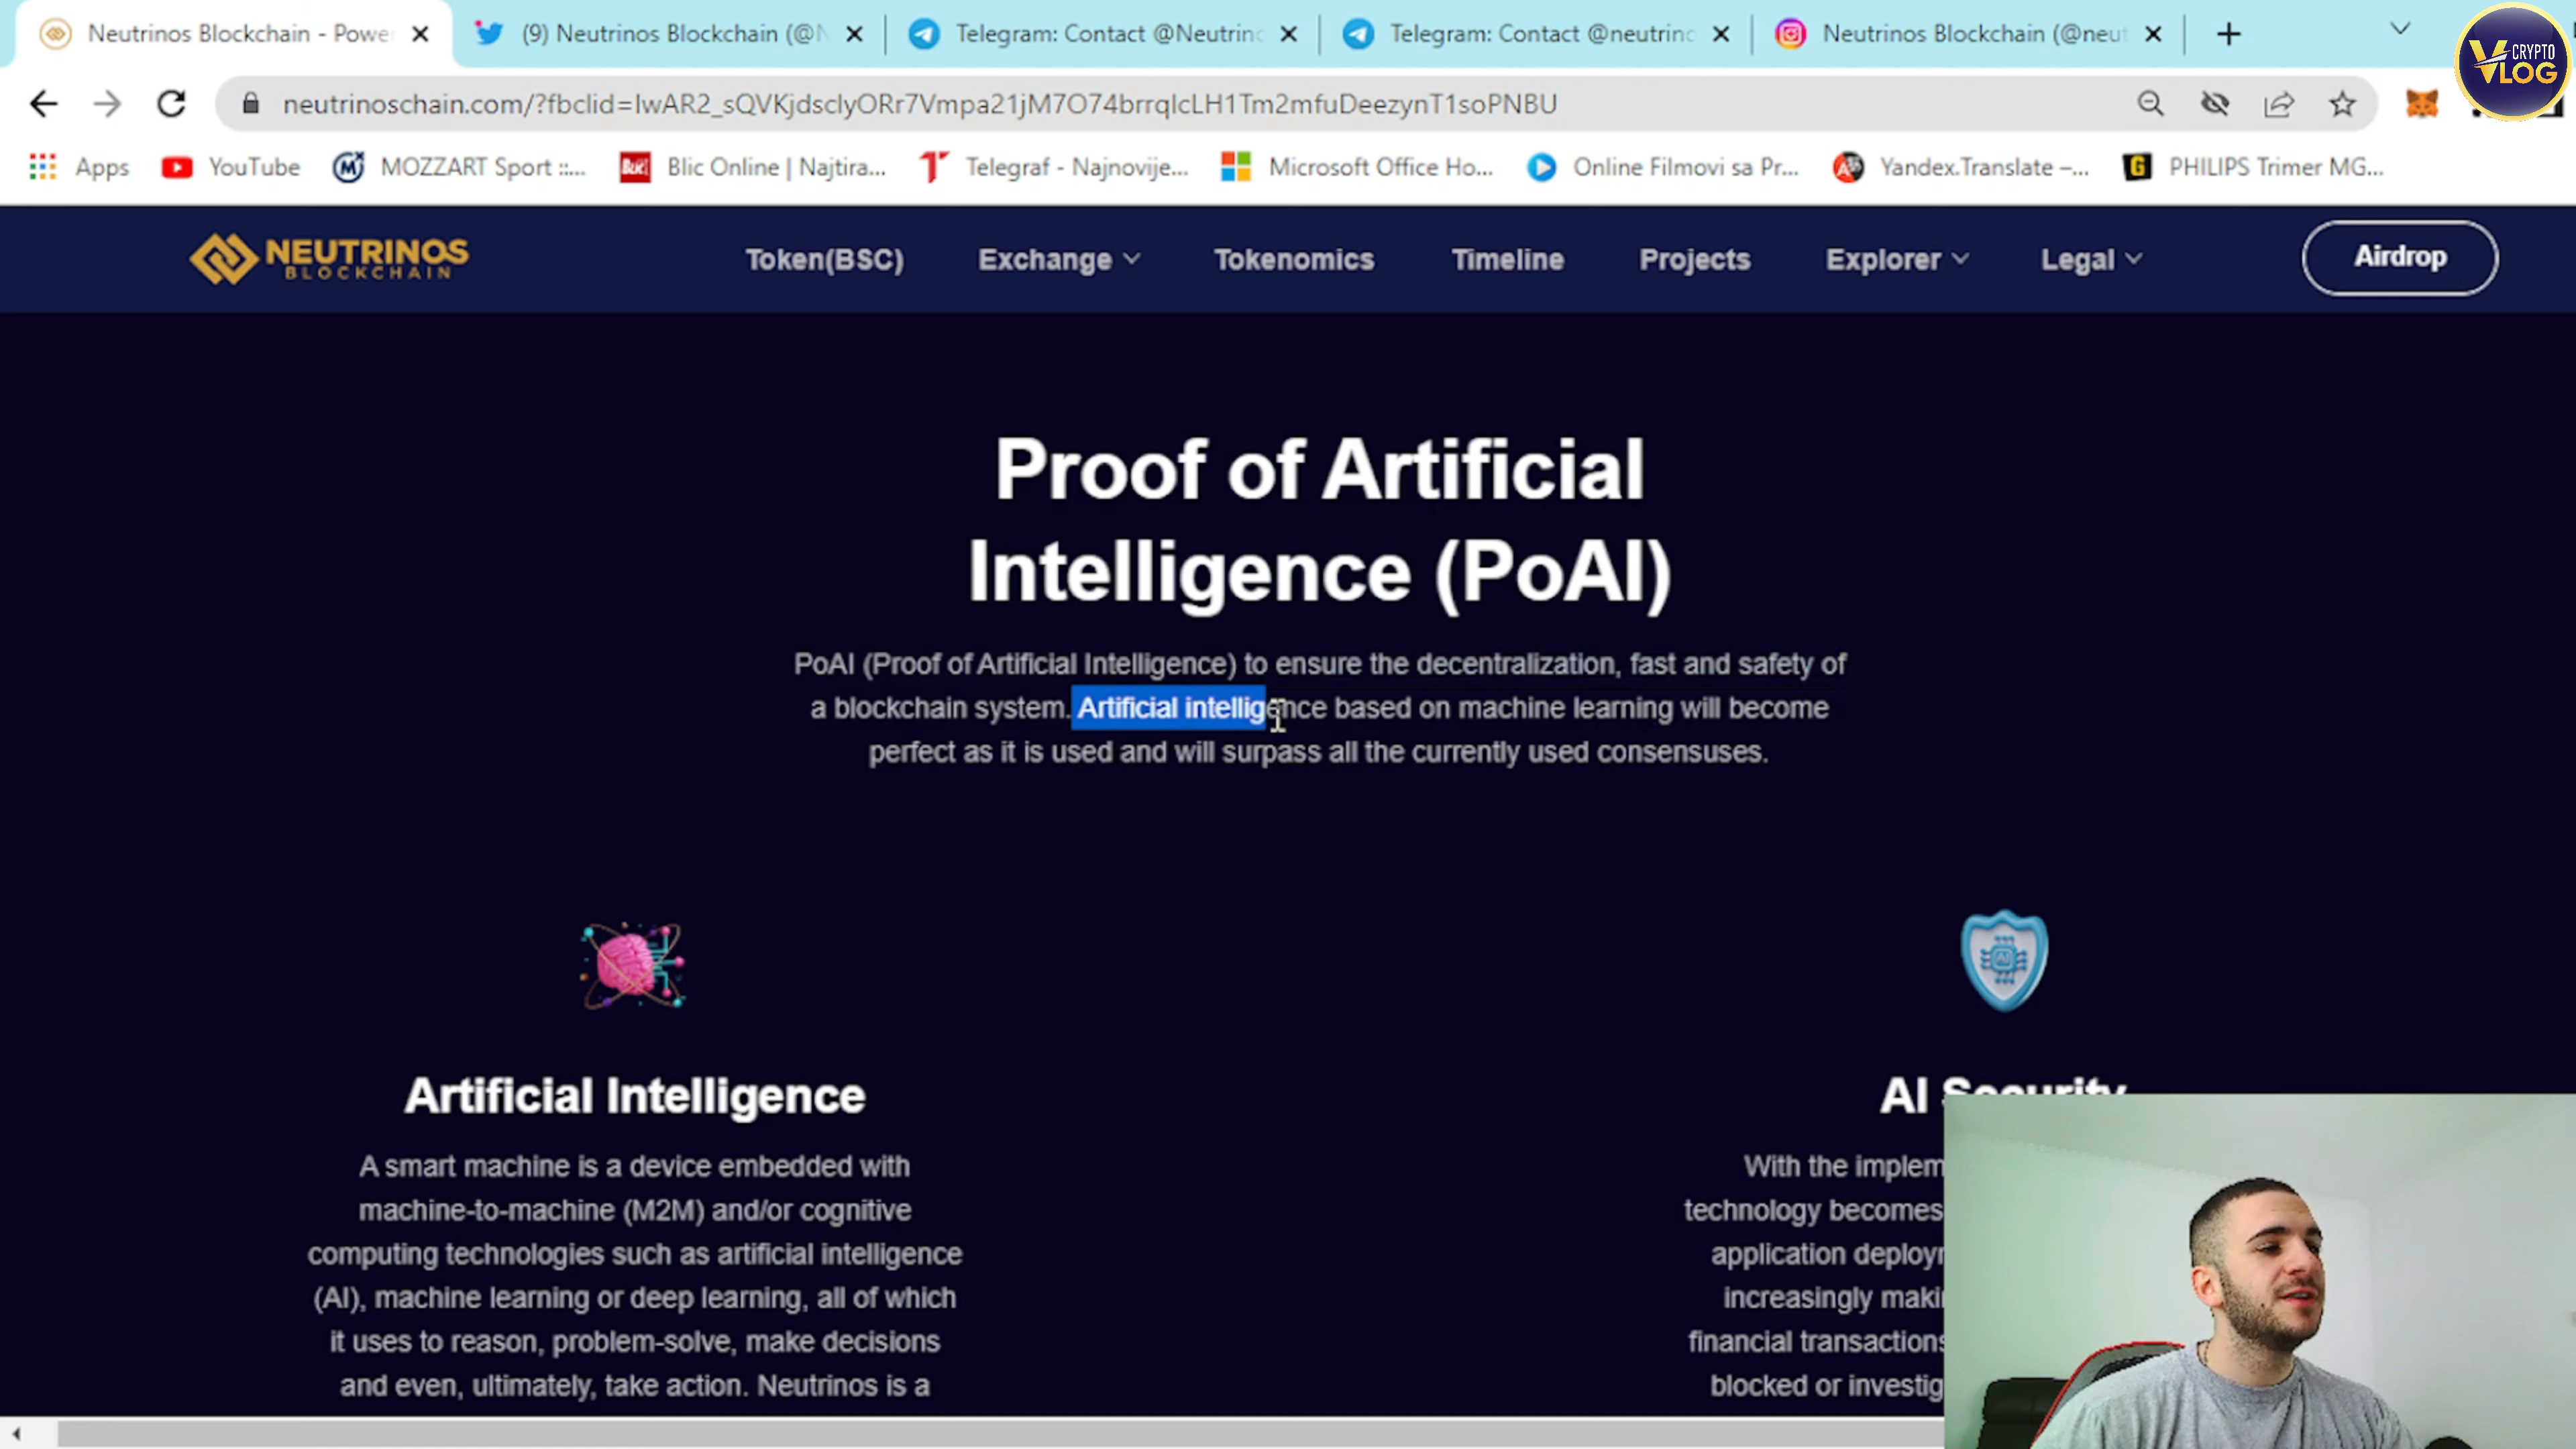 Neutrinos Blockchain - Powe
(9) Neutrinos Blockchain (@N
Telegram: Contact @Neutrino
Telegram: Contact @neutrino
Neutrinos Blockchain (@neut
CRYPTO
VLOG
neutrinoschain.com/?fbclid=IwAR2_sQVKjdsclyORr7Vmpa21jM7O74brrqlcLH1Tm2mfuDeezynT1soPNBU
Apps
YouTube
MOZZART Sport ::...
Blic Online | Najtira...
Telegraf - Najnovije...
Microsoft Office Ho...
Online Filmovi sa Pr...
Yandex.Translate –...
PHILIPS Trimer MG...
NEUTRINOS
BLOCKCHAIN
Token(BSC)
Exchange
Tokenomics
Timeline
Projects
Explorer
Legal
Airdrop
Proof of Artificial
Intelligence (PoAI)
PoAI (Proof of Artificial Intelligence) to ensure the decentralization, fast and safety of
a blockchain system. Artificial intelligence based on machine learning will become
perfect as it is used and will surpass all the currently used consensuses.
Artificial Intelligence
A smart machine is a device embedded with
machine-to-machine (M2M) and/or cognitive
computing technologies such as artificial intelligence
(AI), machine learning or deep learning, all of which
it uses to reason, problem-solve, make decisions
and even, ultimately, take action. Neutrinos is a
AI Security
With the implem
technology becomes
application deploy
increasingly maki
financial transactions
blocked or investig